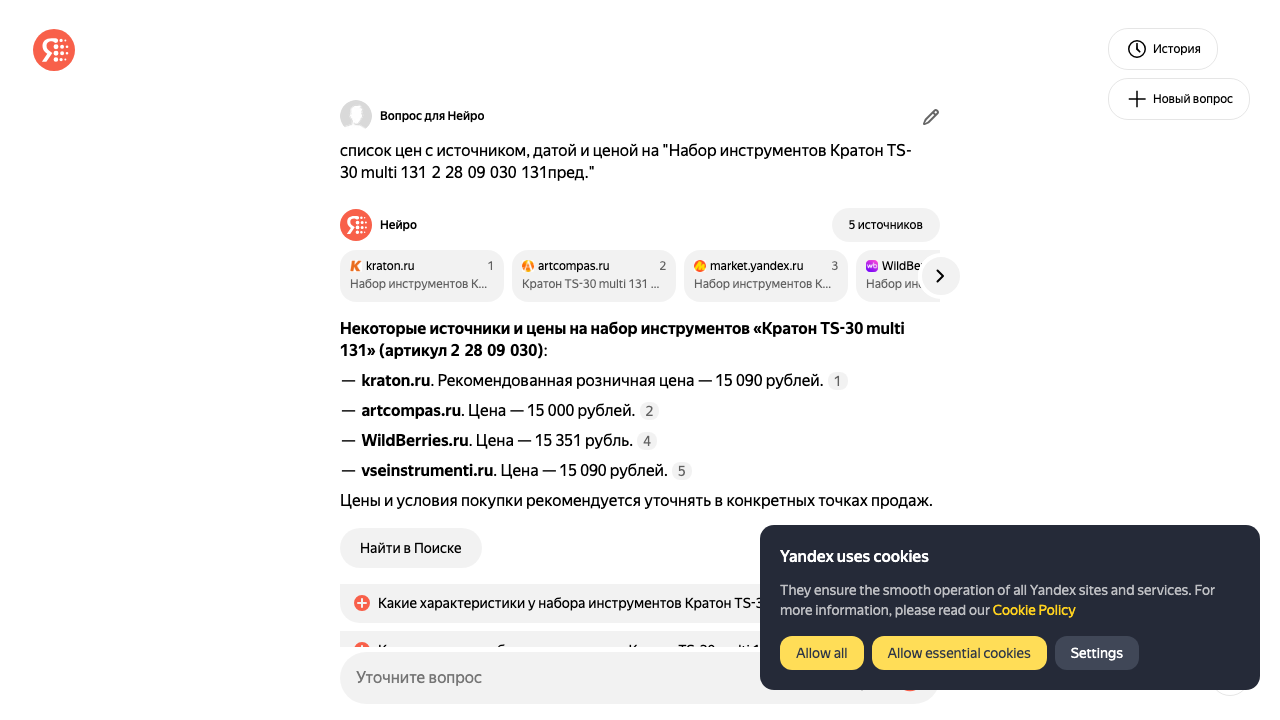 История
Новый вопрос
Вопрос для Нейро
список цен с источником, датой и ценой на "Набор инструментов Кратон TS-
30 multi 131 2 28 09 030 131пред."
Нейро
5 источников
kraton.ru 1
Набор инструментов К...
artcompas.ru 2
Кратон TS-30 multi 131 ...
market.yandex.ru 3
Набор инструментов К...
Некоторые источники и цены на набор инструментов «Кратон TS-30 multi
131» (артикул 2 28 09 030):
— kraton.ru. Рекомендованная розничная цена — 15 090 рублей. 1
— artcompas.ru. Цена — 15 000 рублей. 2
— WildBerries.ru. Цена — 15 351 рубль. 4
— vseinstrumenti.ru. Цена — 15 090 рублей. 5
Цены и условия покупки рекомендуется уточнять в конкретных точках продаж.
Найти в Поиске
Какие характеристики у набора инструментов Кратон TS-3
Уточните вопрос
Yandex uses cookies
They ensure the smooth operation of all Yandex sites and services. For
more information, please read our Cookie Policy
Allow all
Allow essential cookies
Settings